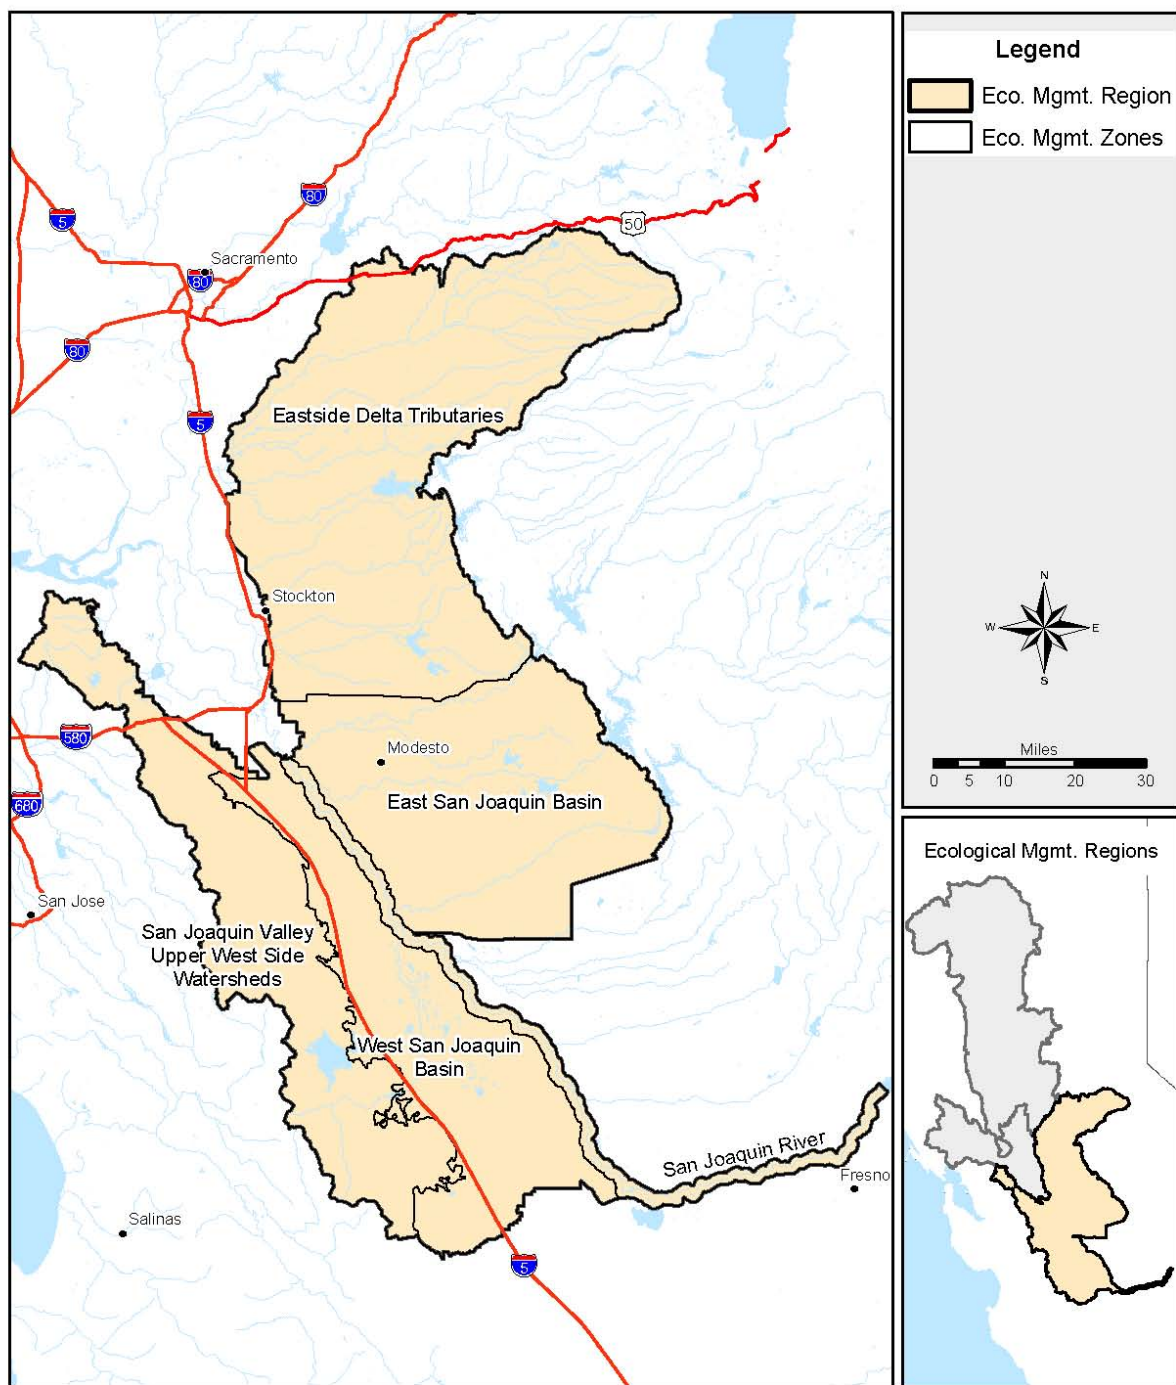 80
50
5
Sacramento
80
80
5
Eastside Delta Tributaries
Stockton
580
Modesto
East San Joaquin Basin
680
San Jose
San Joaquin Valley
Upper West Side
Watersheds
West San Joaquin
Basin
San Joaquin River
Fresno
Salinas
5
Legend
Eco. Mgmt. Region
Eco. Mgmt. Zones
N
W
E
S
Miles
0 5 10 20 30
Ecological Mgmt. Regions